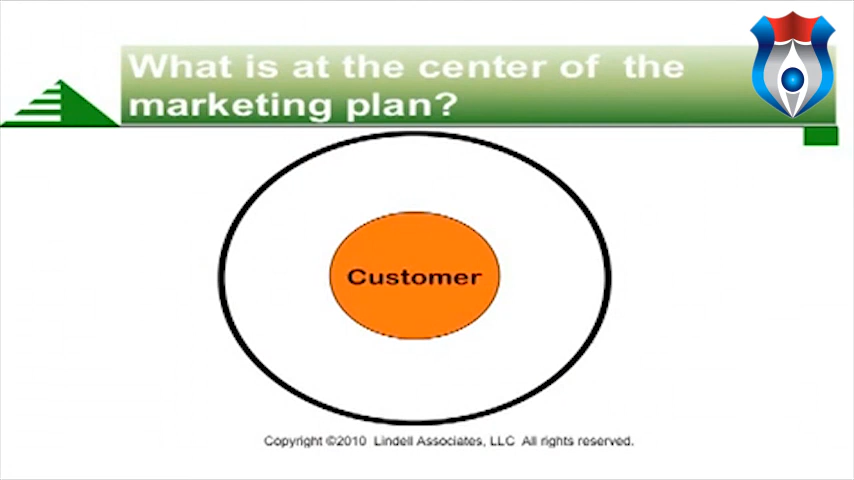 What is at the center of the
marketing plan?
Customer
Copyright ©2010 Lindell Associates, LLC All rights reserved.